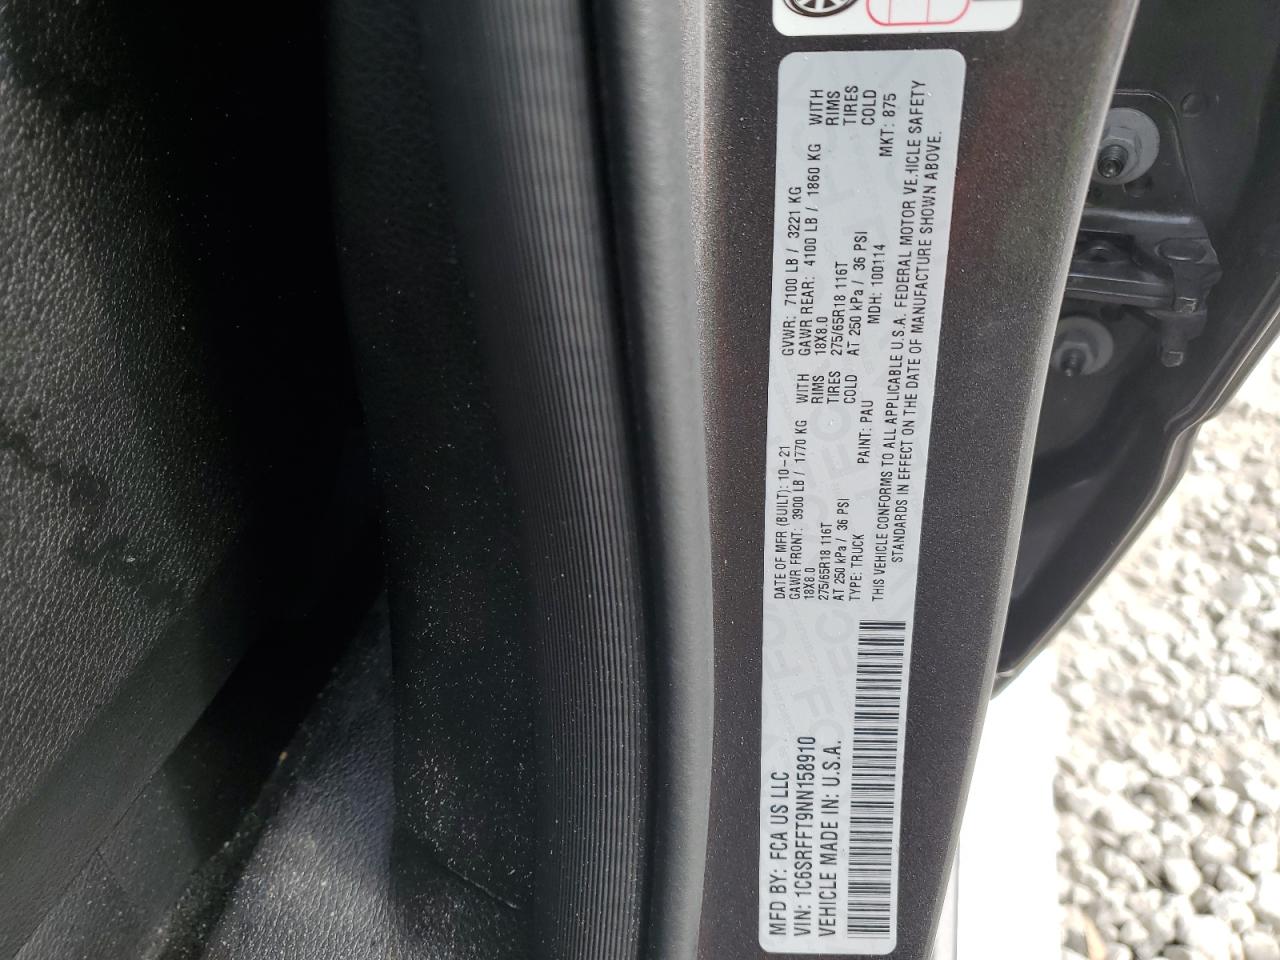 MFD BY: FCA US LLC
VIN: 1C6SRFFT9NN158910
VEHICLE MADE IN: U.S.A.
DATE OF MFR (BUILT): 10-21 GVWR: 7100 LB / 3221 KG
GAWR FRONT: 3900 LB / 1770 KG WITH GAWR REAR: 4100 LB / 1860 KG WITH
18X8.0 RIMS 18X8.0 RIMS
275/65R18 116T TIRES 275/65R18 116T TIRES
AT 250 kPa / 36 PSI COLD AT 250 kPa / 36 PSI COLD
TYPE: TRUCK PAINT: PAU MDH: 100114 MKT: 875
THIS VEHICLE CONFORMS TO ALL APPLICABLE U.S.A. FEDERAL MOTOR VEHICLE SAFETY
STANDARDS IN EFFECT ON THE DATE OF MANUFACTURE SHOWN ABOVE.